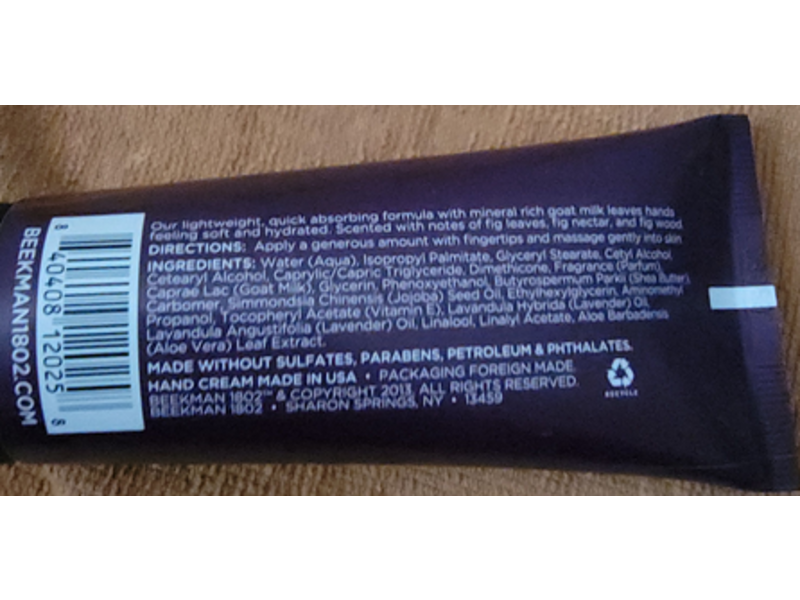 Our lightweight, quick absorbing formula with mineral rich goat milk leaves hands
feeling soft and hydrated. Scented with notes of fig leaves, fig nectar, and fig wood.
DIRECTIONS: Apply a generous amount with fingertips and massage gently into skin
INGREDIENTS: Water (Aqua), Isopropyl Palmitate, Glyceryl Stearate, Cetyl Alcohol,
Cetearyl Alcohol, Caprylic/Capric Triglyceride, Dimethicone, Fragrance (Parfum),
Caprae Lac (Goat Milk), Glycerin, Phenoxyethanol, Butyrospermum Parkii (Shea Butter),
Carbomer, Simmondsia Chinensis (Jojoba) Seed Oil, Ethylhexylglycerin, Aminomethyl
Propanol, Tocopheryl Acetate (Vitamin E), Lavandula Hybrida (Lavender) Oil,
Lavandula Angustifolia (Lavender) Oil, Linalool, Linalyl Acetate, Aloe Barbadensis
(Aloe Vera) Leaf Extract.
MADE WITHOUT SULFATES, PARABENS, PETROLEUM & PHTHALATES.
HAND CREAM MADE IN USA • PACKAGING FOREIGN MADE
BEEKMAN 1802™ & COPYRIGHT 2013 ALL RIGHTS RESERVED.
BEEKMAN 1802 • SHARON SPRINGS, NY • 13459
RECYCLE
8 40408 12025 8
BEEKMAN1802.COM